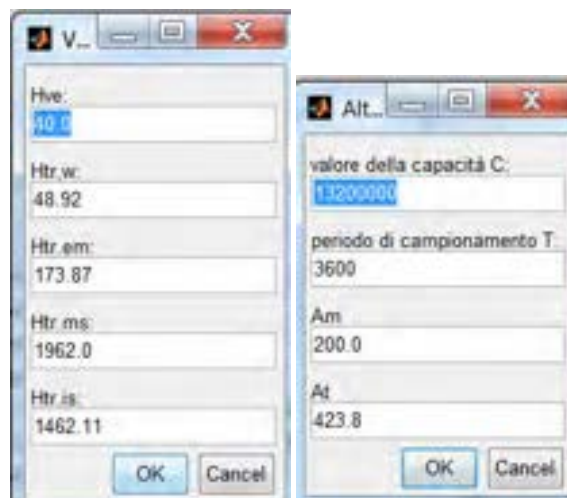 V...
Hve:
40.0
Htr,w:
48.92
Htr.em:
173.87
Htr.ms:
1962.0
Htr.is:
1462.11
OK Cancel
Alt...
valore della capacità C:
13200000
periodo di campionamento T
3600
Am
200.0
At
423.8
OK Cancel